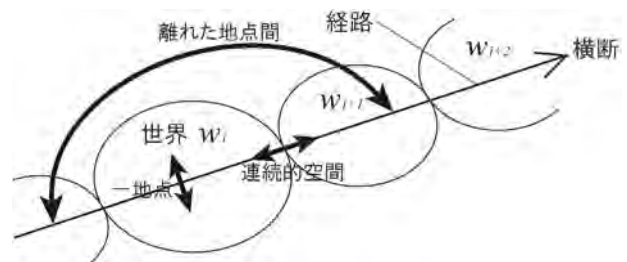 離れた地点間
経路
w_{i+2}
横断
w_{i+1}
世界 w_i
連続的空間
一地点